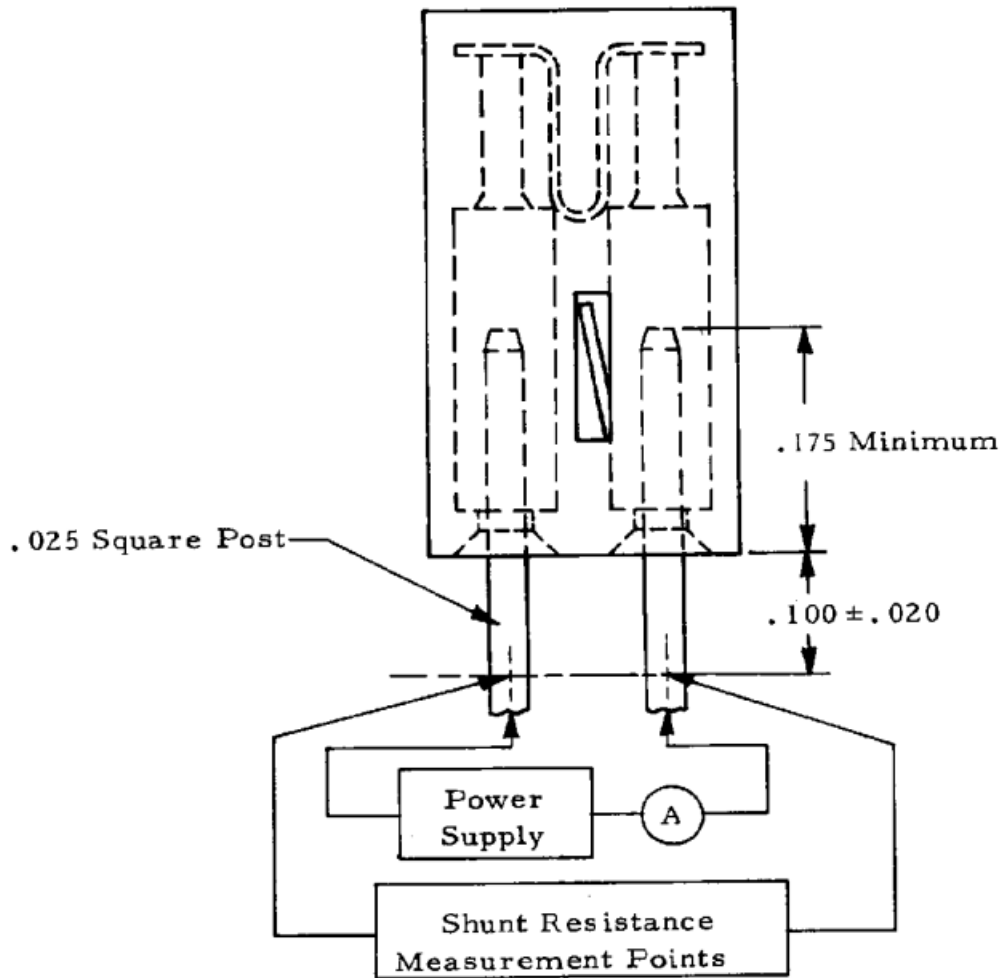 .175 Minimum
.025 Square Post
.100 ± .020
Power
Supply
A
Shunt Resistance
Measurement Points